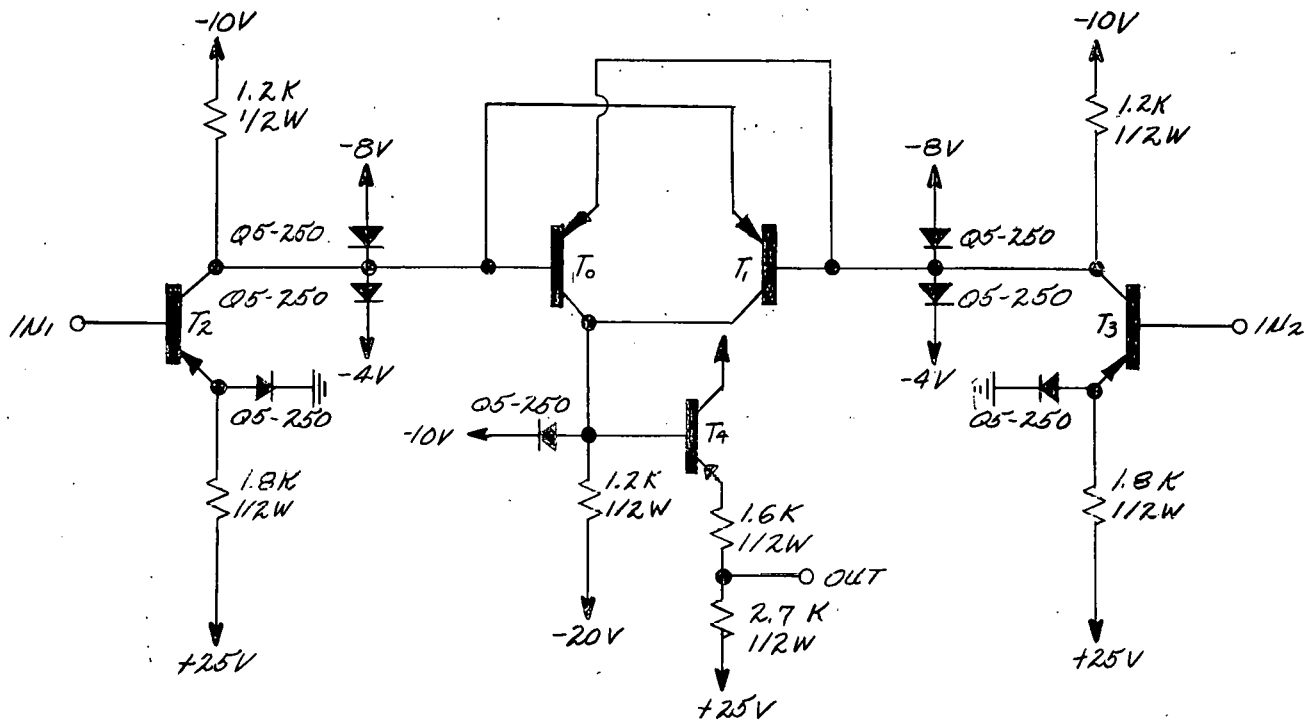 -10V
-10V
1.2K
1/2W
1.2K
1/2W
-8V
-8V
Q5-250
Q5-250
T0
T1
Q5-250
Q5-250
IN1
T2
T3
IN2
-4V
-4V
Q5-250
Q5-250
Q5-250
-10V
T4
1.8K
1/2W
1.2K
1/2W
1.6K
1/2W
1.8K
1/2W
OUT
2.7K
1/2W
-20V
+25V
+25V
+25V